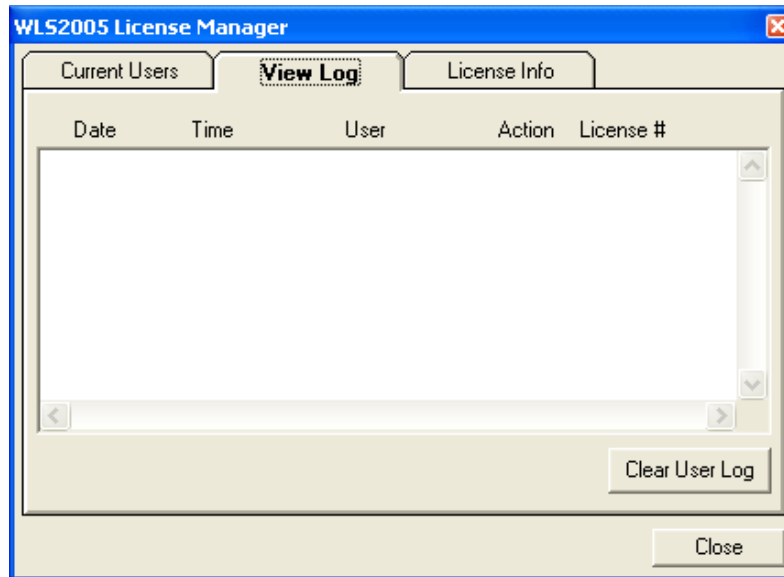 WLS2005 License Manager
Current Users View Log License Info
Date Time User Action License #
Clear User Log
Close